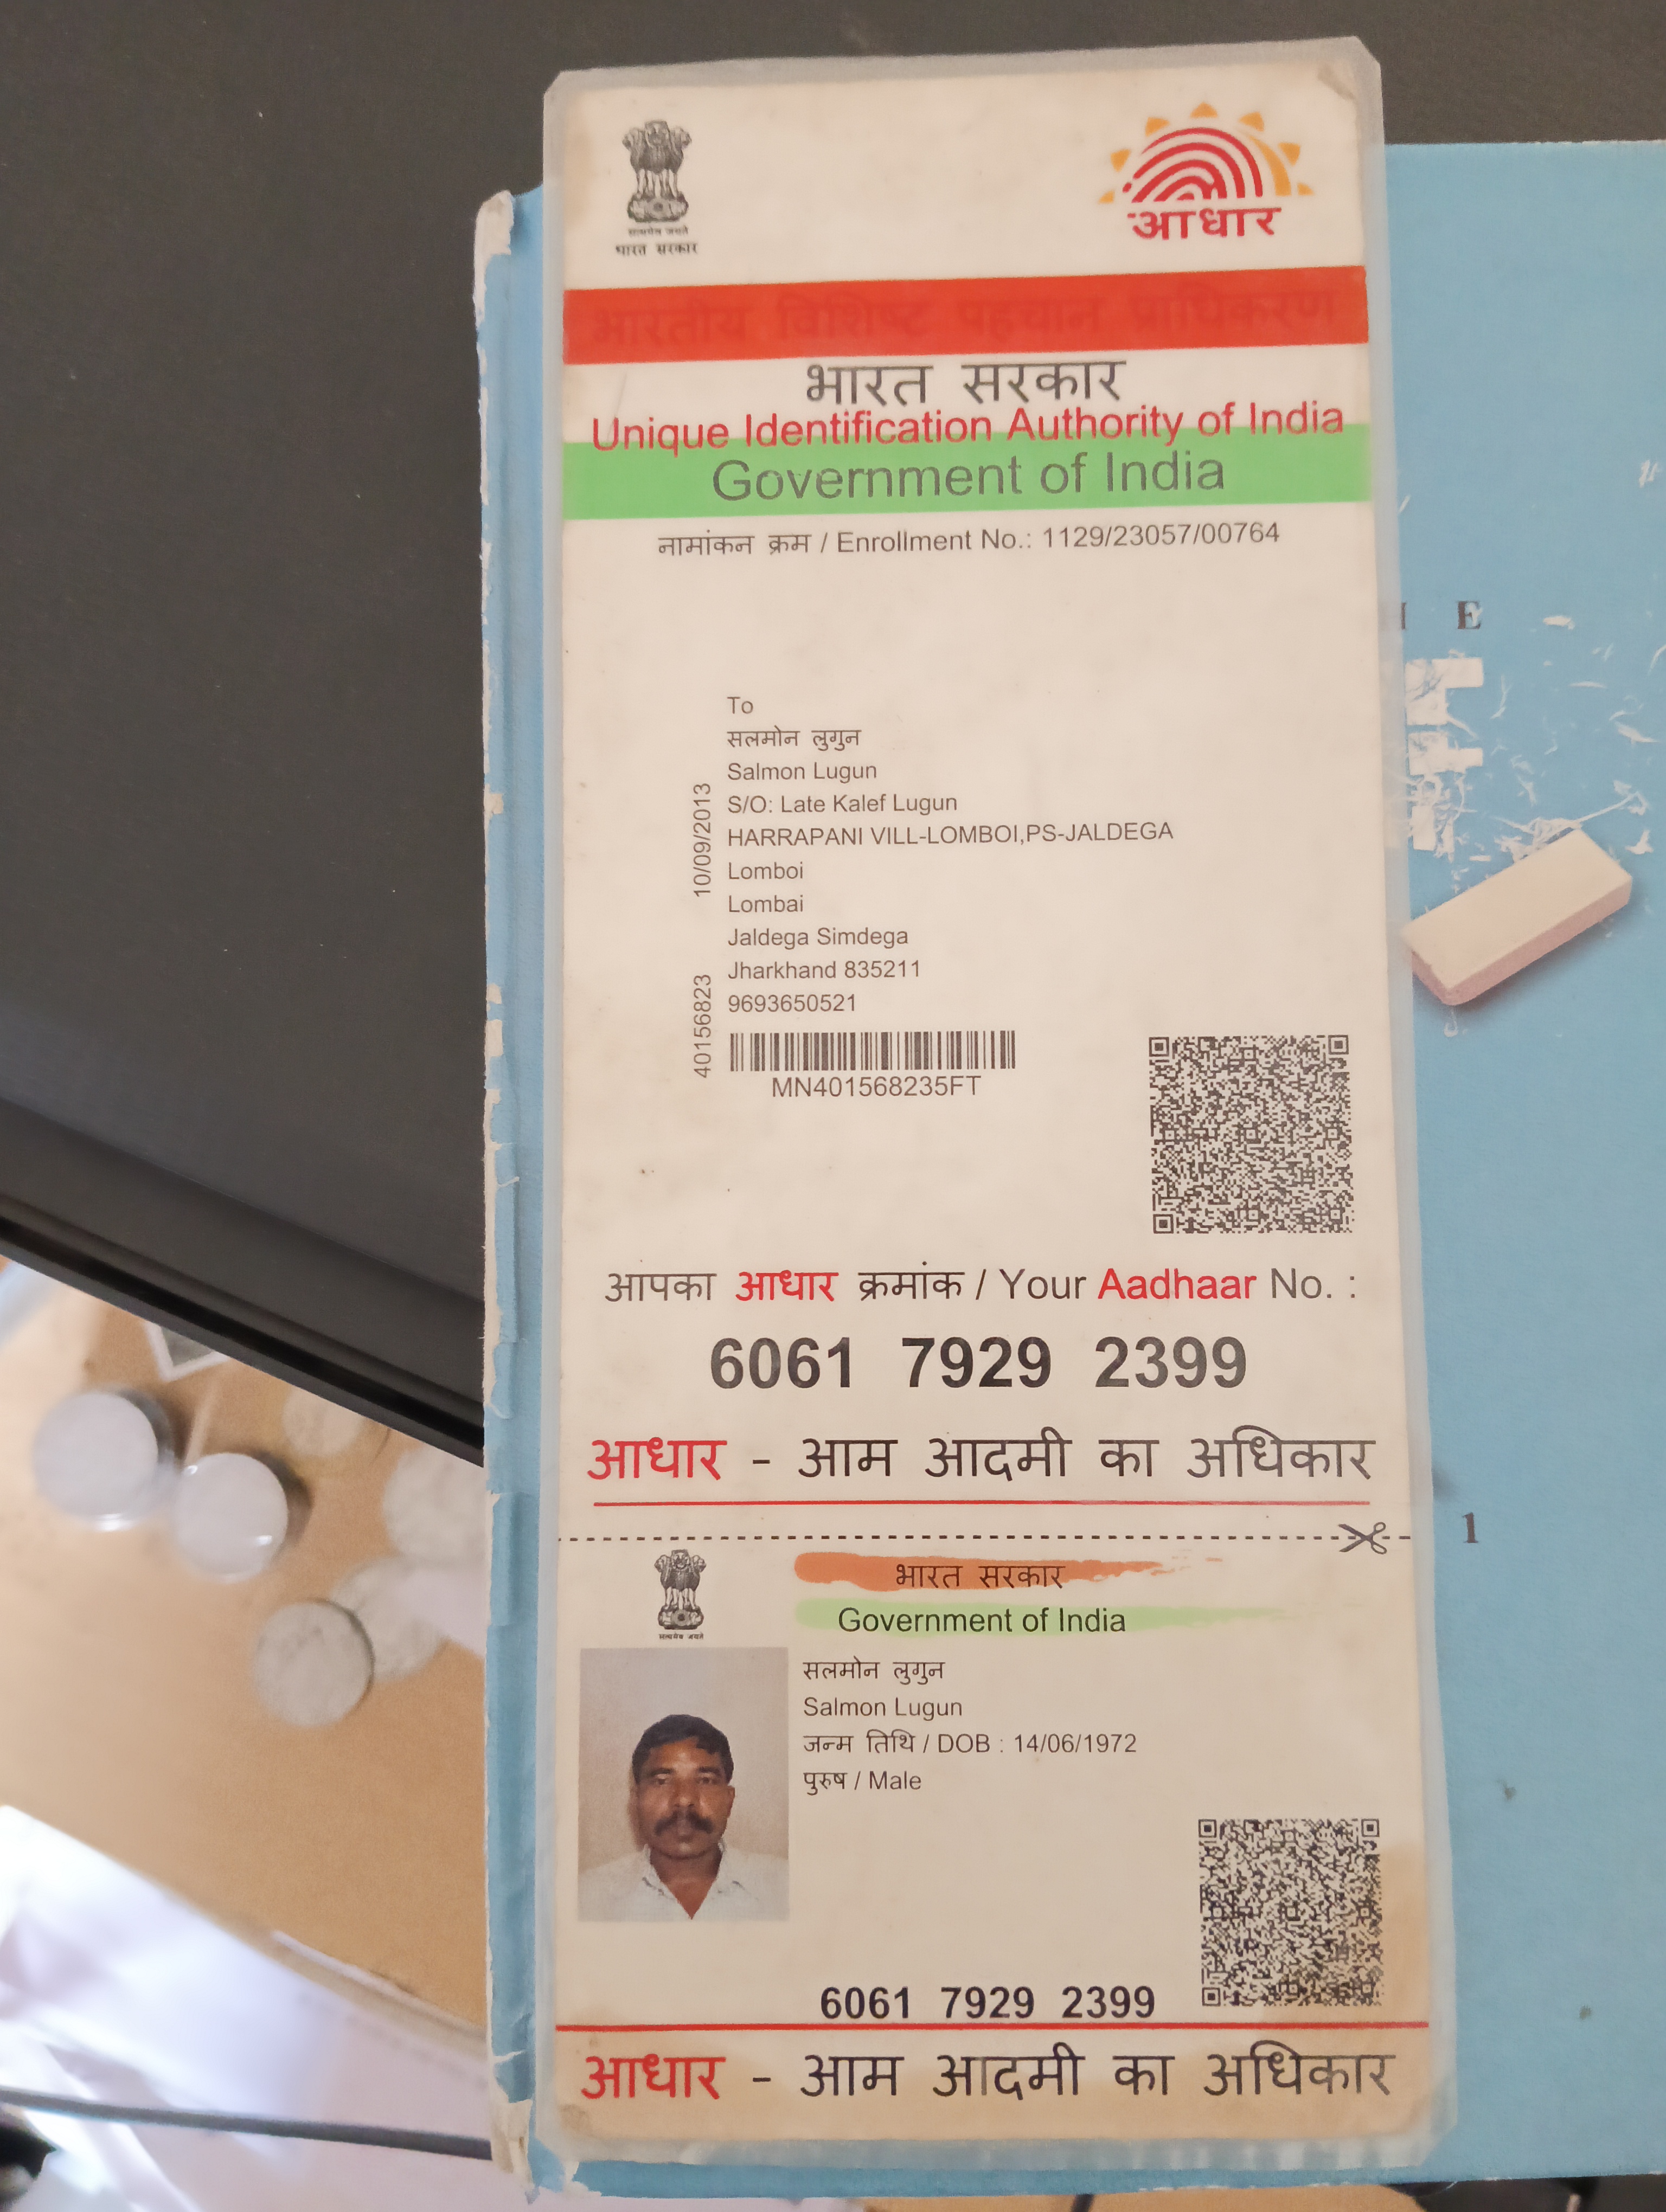 सत्यमेव जयते
भारत सरकार
आधार
भारतीय विशिष्ट पहचान प्राधिकरण
भारत सरकार
Unique Identification Authority of India
Government of India
नामांकन क्रम / Enrollment No.: 1129/23057/00764
To
सलमोन लुगुन
Salmon Lugun
S/O: Late Kalef Lugun
HARRAPANI VILL-LOMBOI,PS-JALDEGA
Lomboi
Lombai
Jaldega Simdega
Jharkhand 835211
9693650521
10/09/2013
40156823
MN401568235FT
आपका आधार क्रमांक / Your Aadhaar No. :
6061 7929 2399
आधार - आम आदमी का अधिकार
सत्यमेव जयते
भारत सरकार
Government of India
सलमोन लुगुन
Salmon Lugun
जन्म तिथि / DOB : 14/06/1972
पुरुष / Male
6061 7929 2399
आधार - आम आदमी का अधिकार
E
1